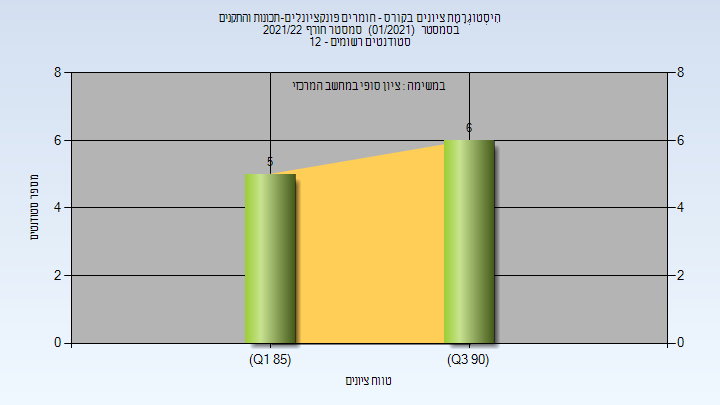 היסטוגרמת ציונים בקורס - חומרים פונקציונלים-תכונות והתקנים
בסמסטר  (01/2021)  סמסטר חורף 2021/22
סטודנטים רשומים - 12
במשימה : ציון סופי במחשב המרכזי
8 8
6 6
6
5
4 4
2 2
0 0
מספר סטודנטים
(Q1 85) (Q3 90)
טווח ציונים